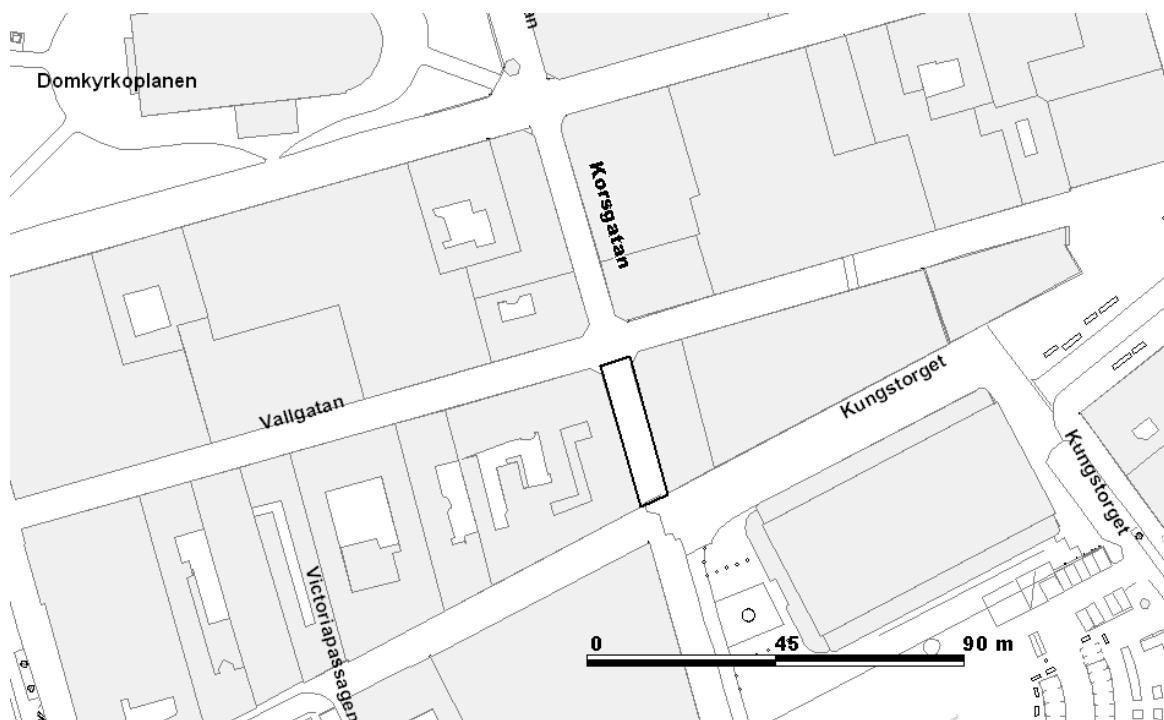 Domkyrkoplanen
Korsgatan
Vallgatan
Kungstorget
Kungstorget
Victoriapassagen
0 45 90 m